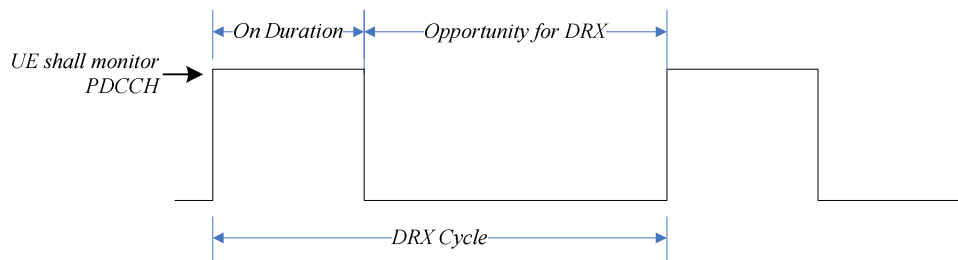 On Duration
Opportunity for DRX
UE shall monitor
PDCCH
DRX Cycle